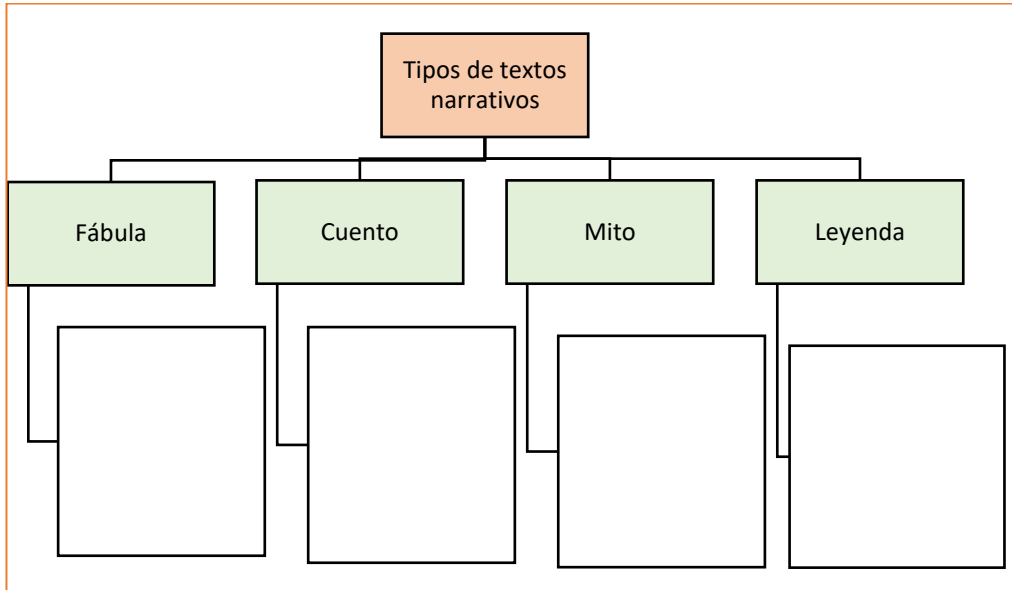 Tipos de textos
narrativos
Fábula
Cuento
Mito
Leyenda